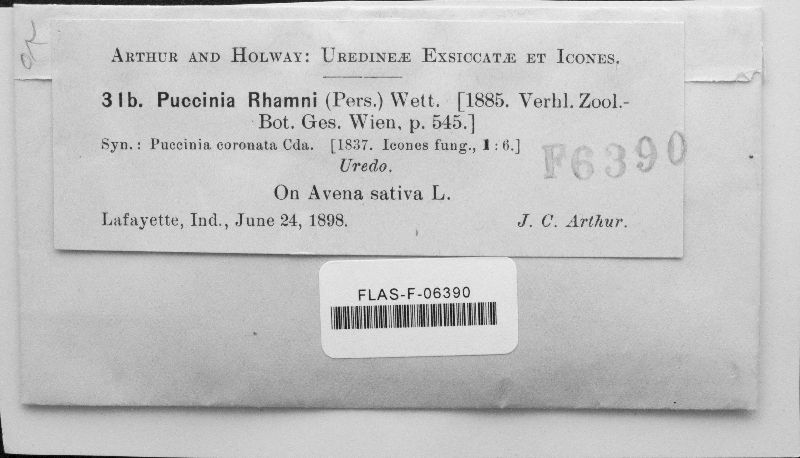 ARTHUR AND HOLWAY: UREDINEÆ EXSICCATÆ ET ICONES.
31b. Puccinia Rhamni (Pers.) Wett. [1885. Verhl. Zool.-
Bot. Ges. Wien, p. 545.]
Syn.: Puccinia coronata Cda. [1837. Icones fung., 1:6.]
F6390
Uredo.
On Avena sativa L.
Lafayette, Ind., June 24, 1898. J. C. Arthur.
FLAS-F-06390